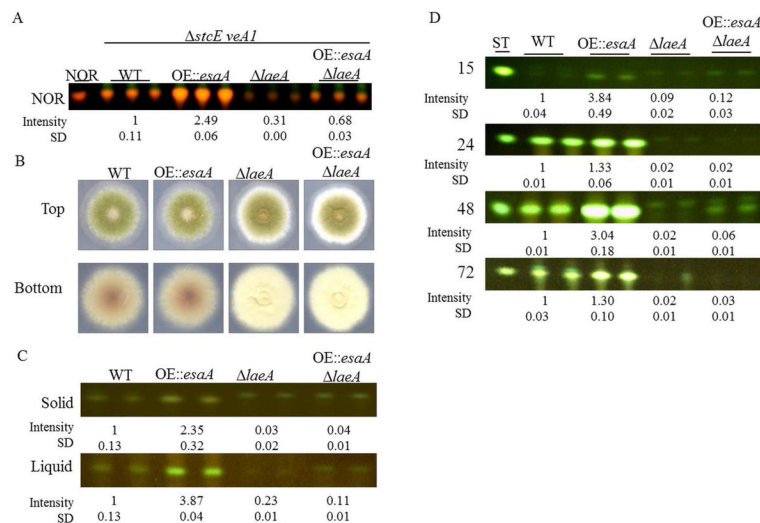 A
ΔstcE veA1
OE::esaA
NOR WT OE::esaA ΔlaeA ΔlaeA
NOR
Intensity 1 2.49 0.31 0.68
SD 0.11 0.06 0.00 0.03
B
OE::esaA
WT OE::esaA ΔlaeA ΔlaeA
Top
Bottom
C
OE::esaA
WT OE::esaA ΔlaeA ΔlaeA
Solid
Intensity 1 2.35 0.03 0.04
SD 0.13 0.32 0.02 0.01
Liquid
Intensity 1 3.87 0.23 0.11
SD 0.13 0.04 0.01 0.01
D
OE::esaA
ST WT OE::esaA ΔlaeA ΔlaeA
15
Intensity 1 3.84 0.09 0.12
SD 0.04 0.49 0.02 0.03
24
Intensity 1 1.33 0.02 0.02
SD 0.01 0.06 0.01 0.01
48
Intensity 1 3.04 0.02 0.06
SD 0.01 0.18 0.01 0.01
72
Intensity 1 1.30 0.02 0.03
SD 0.03 0.10 0.01 0.01